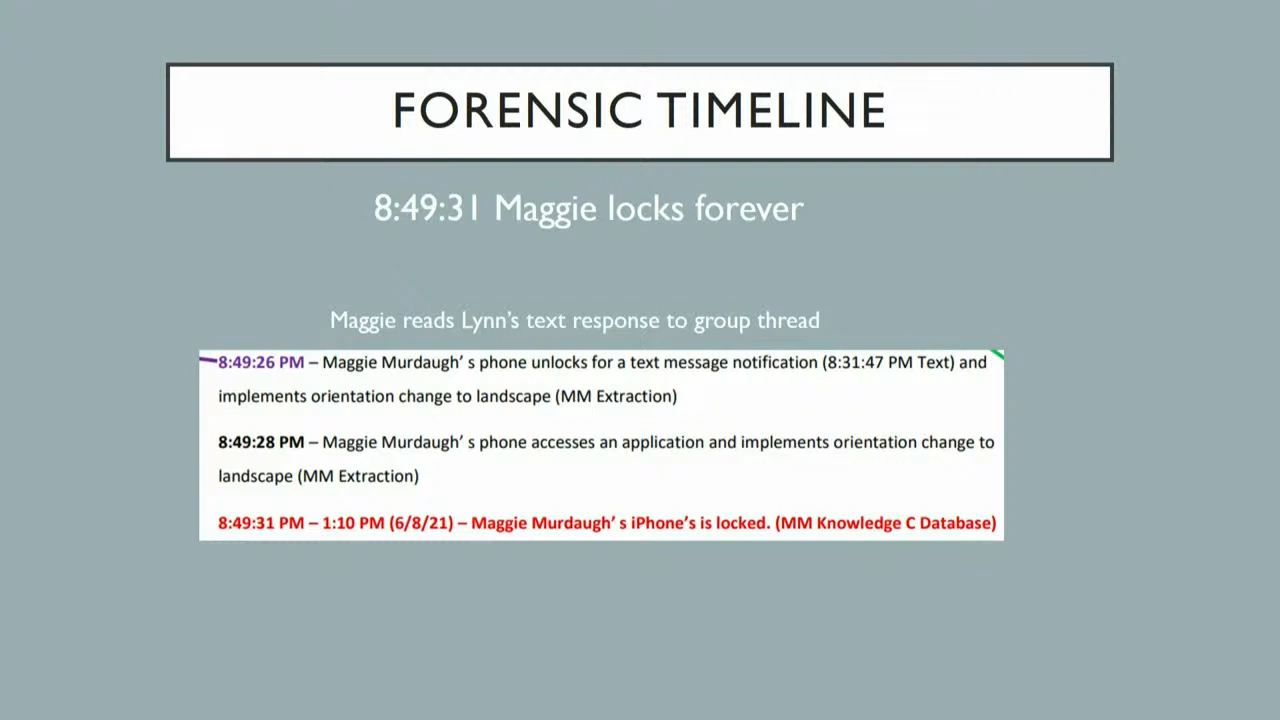 FORENSIC TIMELINE
8:49:31 Maggie locks forever
Maggie reads Lynn's text response to group thread
8:49:26 PM – Maggie Murdaugh' s phone unlocks for a text message notification (8:31:47 PM Text) and
implements orientation change to landscape (MM Extraction)
8:49:28 PM – Maggie Murdaugh' s phone accesses an application and implements orientation change to
landscape (MM Extraction)
8:49:31 PM – 1:10 PM (6/8/21) – Maggie Murdaugh' s iPhone's is locked. (MM Knowledge C Database)